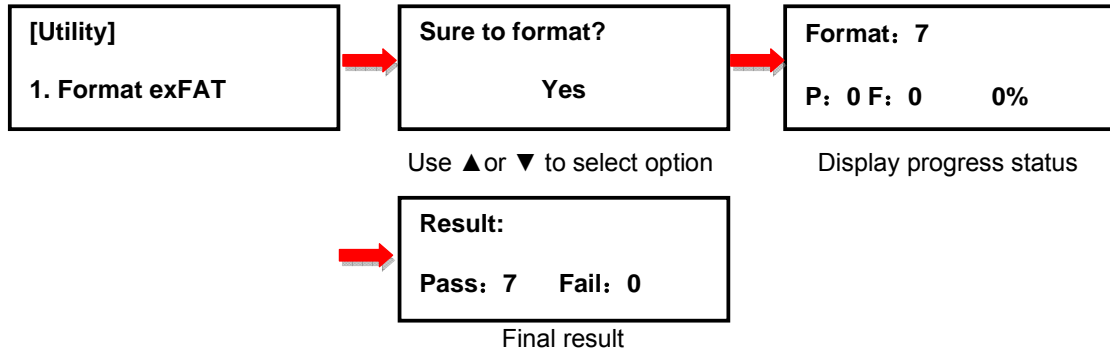 [Utility]
1. Format exFAT
Sure to format?
Yes
Use ▲or ▼ to select option
Format：7
P：0 F：0 0%
Display progress status
Result:
Pass：7 Fail：0
Final result